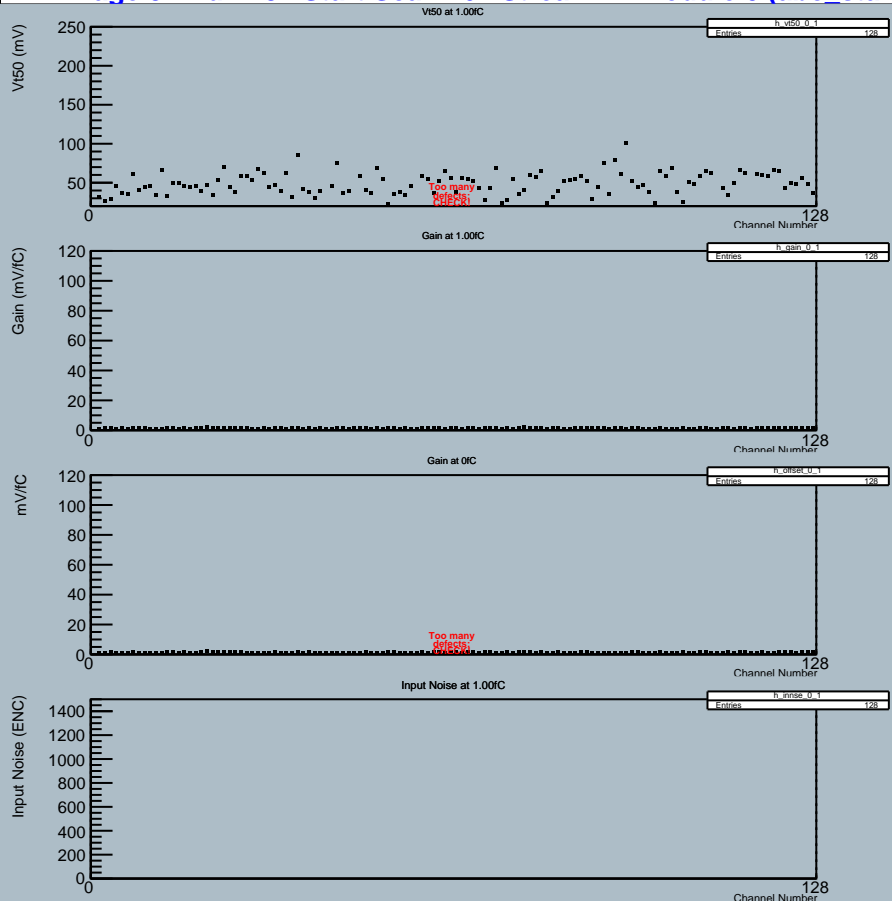 Vt50 at 1.00fC
h_vt50_0_1
Entries 128
Vt50 (mV)
250
200
150
100
50
Too many
defects:
CHECK!
0
128
Channel Number
Gain at 1.00fC
h_gain_0_1
Entries 128
Gain (mV/fC)
120
100
80
60
40
20
0
0
128
Channel Number
Gain at 0fC
h_offset_0_1
Entries 128
mV/fC
120
100
80
60
40
20
Too many
defects:
0
0
128
Channel Number
Input Noise at 1.00fC
h_innse_0_1
Entries 128
Input Noise (ENC)
1400
1200
1000
800
600
400
200
0
0
128
Channel Number